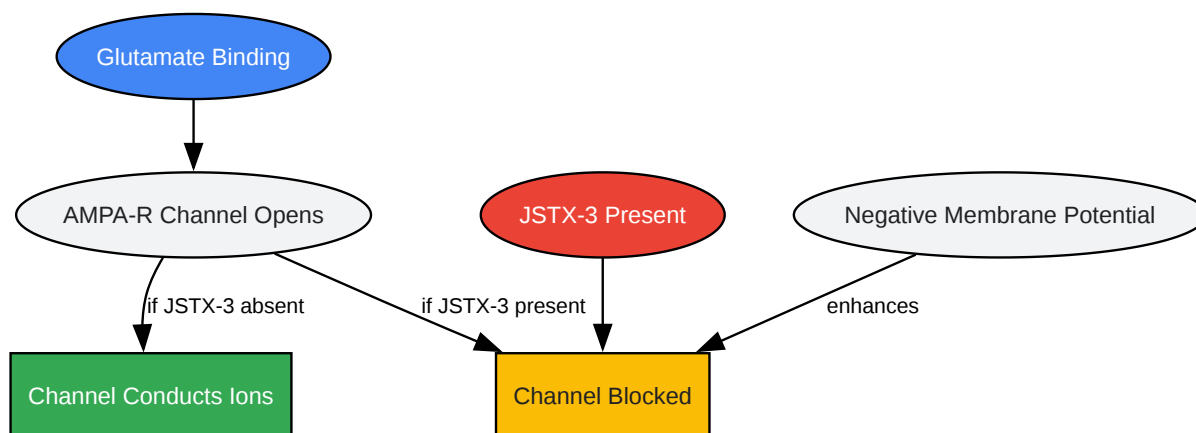 Glutamate Binding
AMPA-R Channel Opens
JSTX-3 Present
Negative Membrane Potential
if JSTX-3 absent
if JSTX-3 present
enhances
Channel Conducts Ions
Channel Blocked